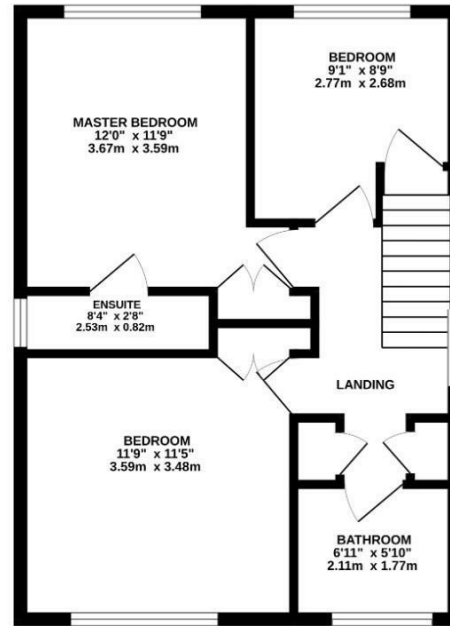 MASTER BEDROOM
12'0" x 11'9"
3.67m x 3.59m
BEDROOM
9'1" x 8'9"
2.77m x 2.68m
ENSUITE
8'4" x 2'8"
2.53m x 0.82m
LANDING
BEDROOM
11'9" x 11'5"
3.59m x 3.48m
BATHROOM
6'11" x 5'10"
2.11m x 1.77m